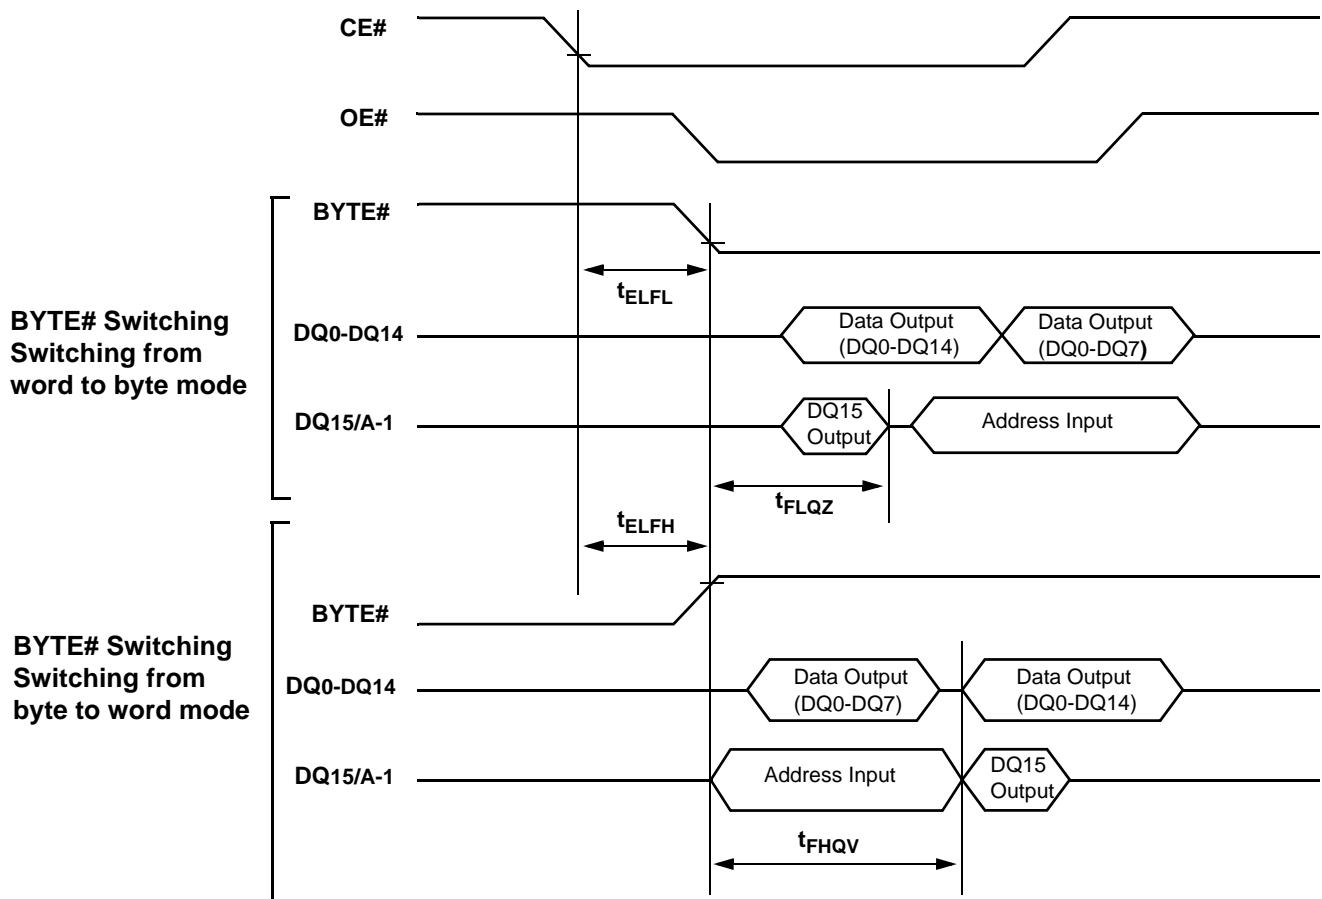 CE#
OE#
BYTE#
tELFL
BYTE# Switching
Switching from
word to byte mode
DQ0-DQ14
Data Output
(DQ0-DQ14)
Data Output
(DQ0-DQ7)
DQ15/A-1
DQ15
Output
Address Input
tFLQZ
tELFH
BYTE#
BYTE# Switching
Switching from
byte to word mode
DQ0-DQ14
Data Output
(DQ0-DQ7)
Data Output
(DQ0-DQ14)
DQ15/A-1
Address Input
DQ15
Output
tFHQV